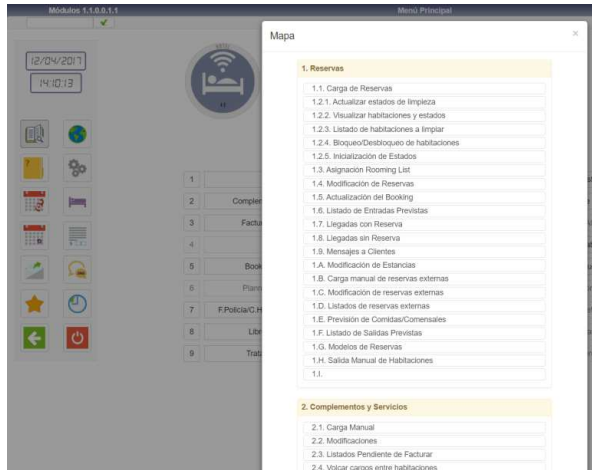 Módulos 1.1.0.0.1.1
Menú Principal
Mapa
×
12/04/2017
14:10:13
1. Reservas
1.1. Carga de Reservas
1.2.1. Actualizar estados de limpieza
1.2.2. Visualizar habitaciones y estados
1.2.3. Listado de habitaciones a limpiar
1.2.4. Bloqueo/Desbloqueo de habitaciones
1.2.5. Inicialización de Estados
1.3. Asignación Rooming List
1.4. Modificación de Reservas
1.5. Actualización del Booking
1.6. Listado de Entradas Previstas
1.7. Llegadas con Reserva
1.8. Llegadas sin Reserva
1.9. Mensajes a Clientes
1.A. Modificación de Estancias
1.B. Carga manual de reservas externas
1.C. Modificación de reservas externas
1.D. Listados de reservas externas
1.E. Previsión de Comidas/Comensales
1.F. Listado de Salidas Previstas
1.G. Modelos de Reservas
1.H. Salida Manual de Habitaciones
1.I.
2. Complementos y Servicios
2.1. Carga Manual
2.2. Modificaciones
2.3. Listados Pendiente de Facturar
2.4. Volcar cargos entre habitaciones
1
2 Complem
3 Factu
4
5 Book
6 Plani
7 F.Policia/C.H
8 Libr
9 Trata